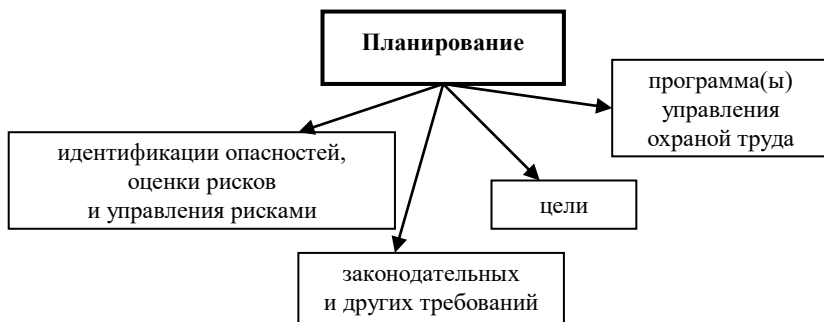 Планирование
программа(ы)
управления
охраной труда
идентификации опасностей,
оценки рисков
и управления рисками
цели
законодательных
и других требований